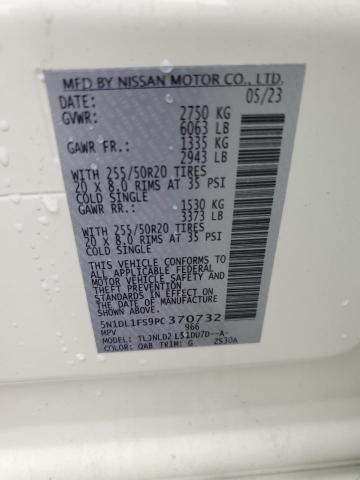 MFD BY NISSAN MOTOR CO., LTD.
DATE: 05/23
GVWR: 2750 KG
6063 LB
GAWR FR.: 1335 KG
2943 LB
WITH 255/50R20 TIRES
20 X 8.0 RIMS AT 35 PSI
COLD SINGLE
GAWR RR.: 1530 KG
3373 LB
WITH 255/50R20 TIRES
20 X 8.0 RIMS AT 35 PSI
COLD SINGLE
THIS VEHICLE CONFORMS TO ALL
APPLICABLE FEDERAL MOTOR VEHICLE
MOTOR VEHICLE SAFETY STANDARDS IN
EFFECT ON THE DATE OF MANUFACTURE
SHOWN ABOVE.
5N1DL1FS9PC370732
MPV 966
MODEL: TLJNLD2
COLOR: QAB TRIM: G 2S30A